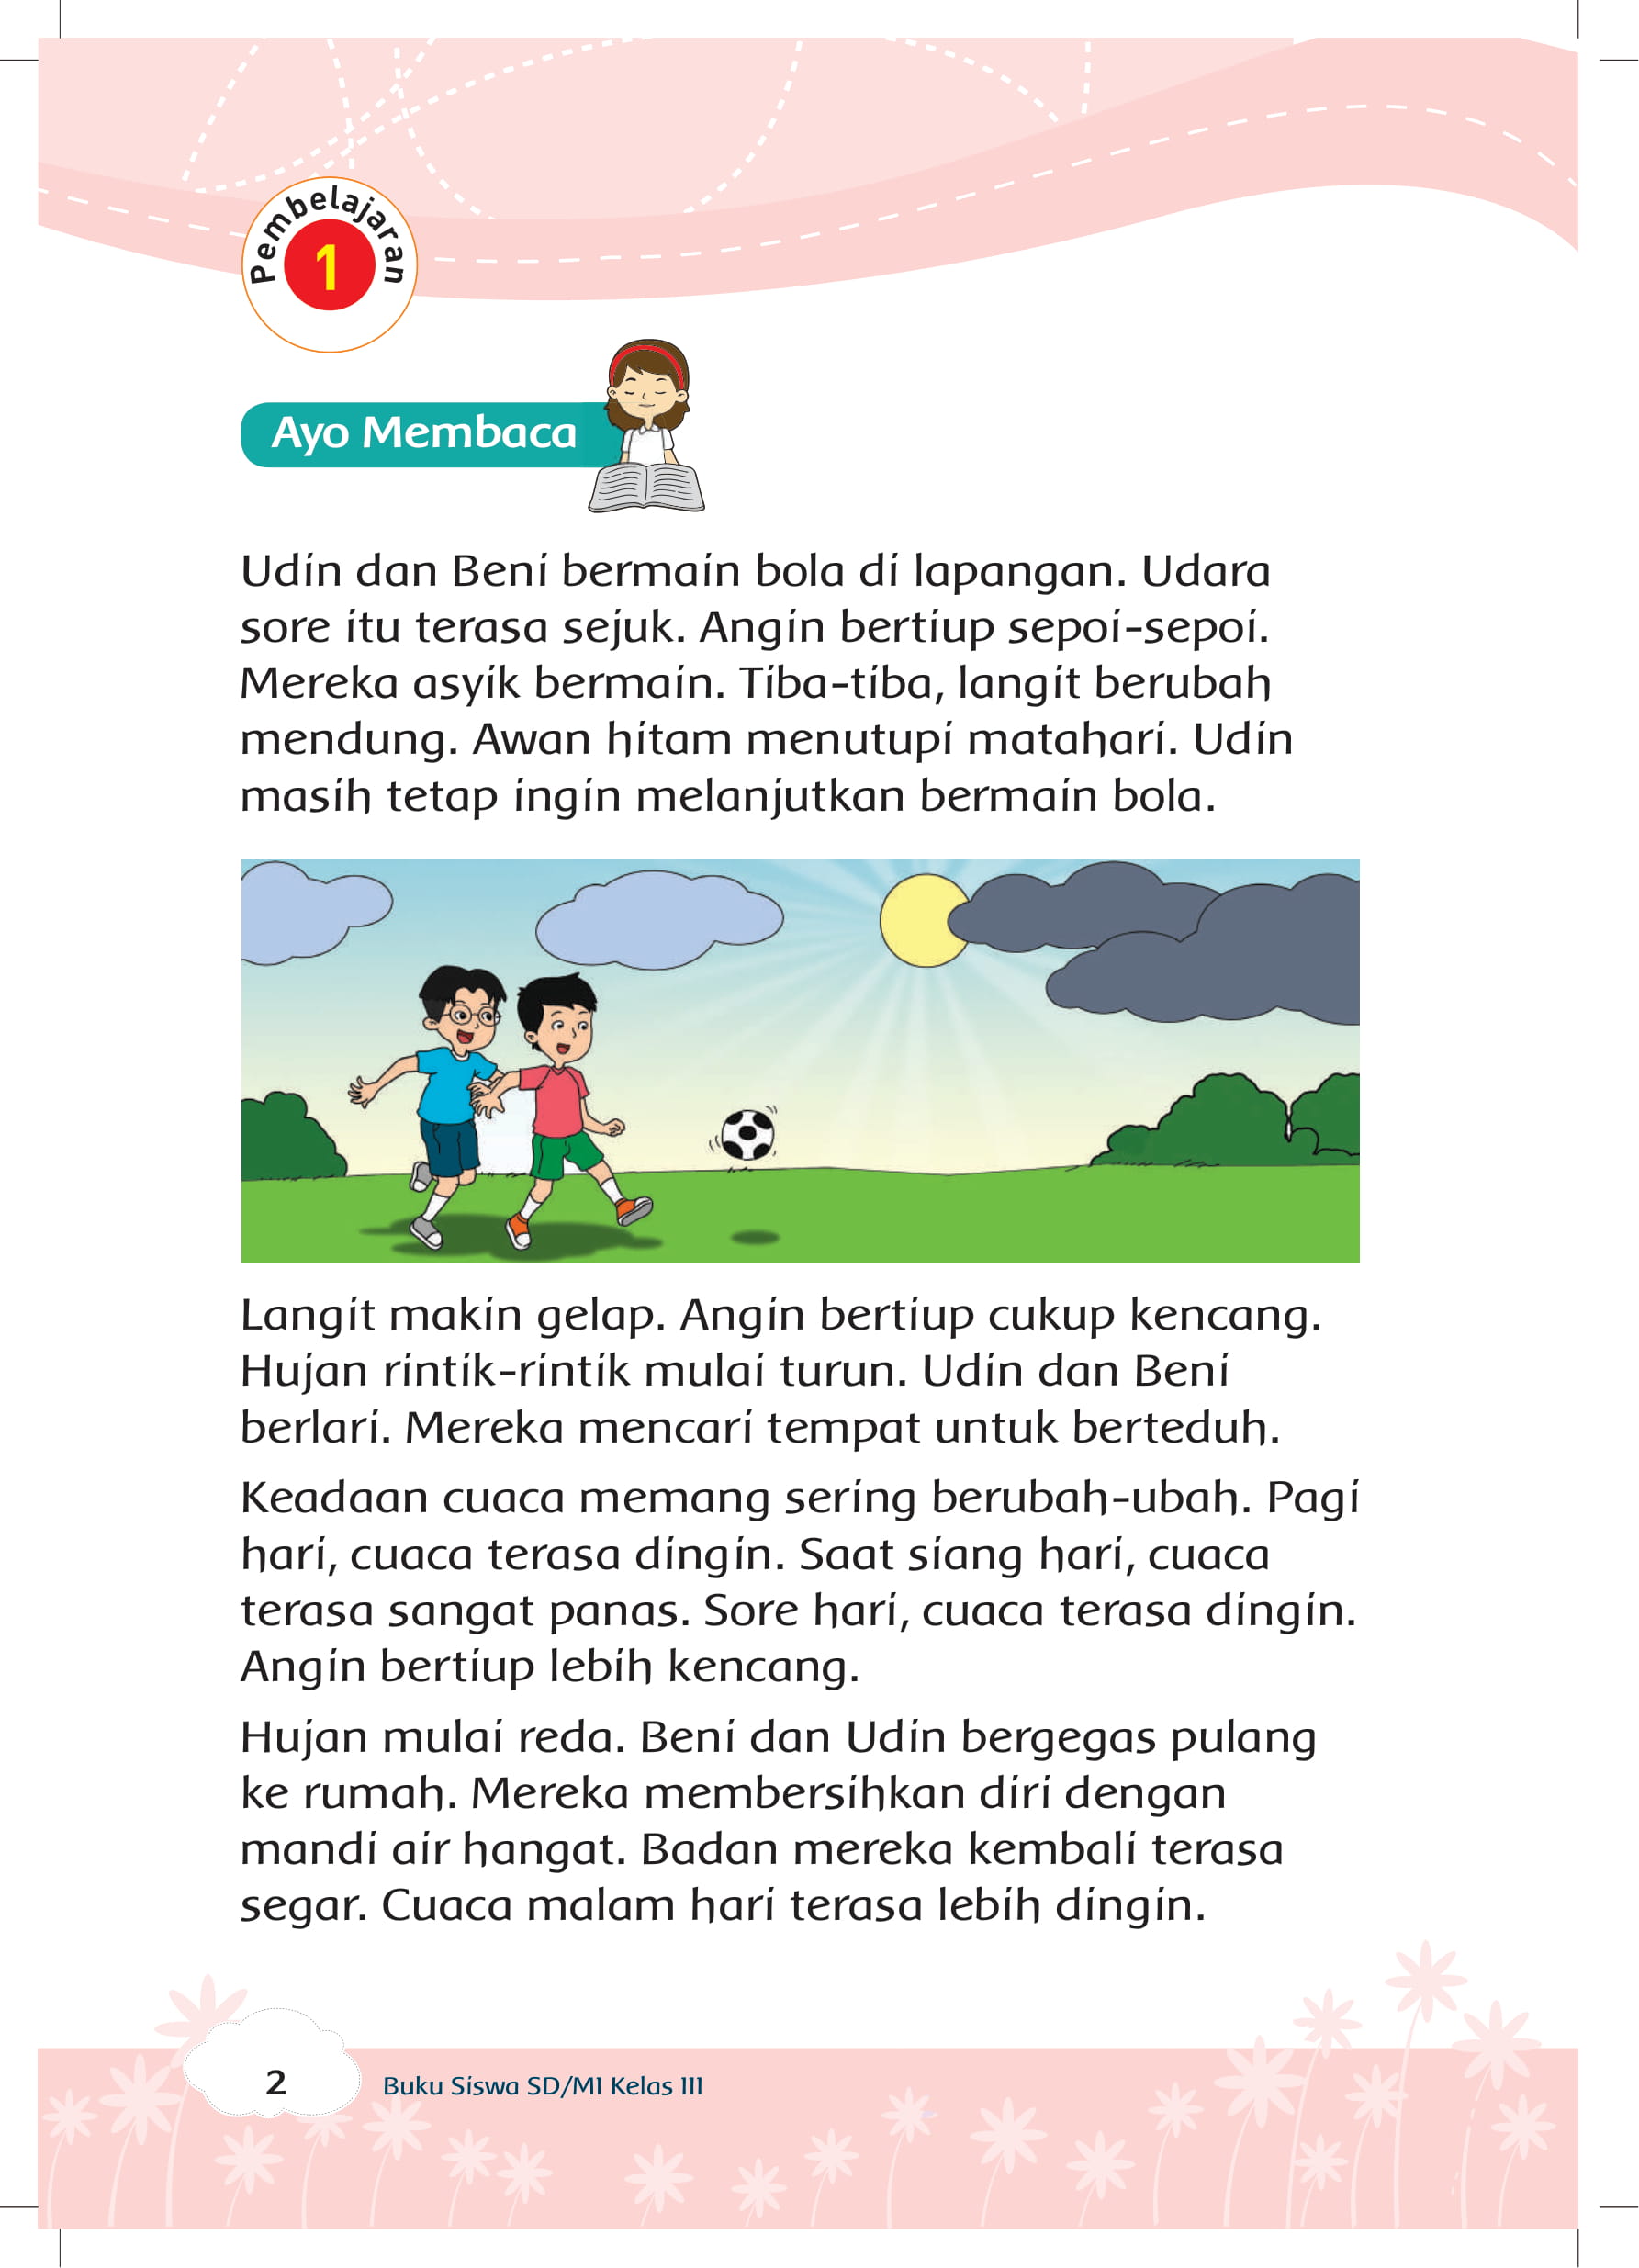 Pembelajaran
1
Ayo Membaca
Udin dan Beni bermain bola di lapangan. Udara
sore itu terasa sejuk. Angin bertiup sepoi-sepoi.
Mereka asyik bermain. Tiba-tiba, langit berubah
mendung. Awan hitam menutupi matahari. Udin
masih tetap ingin melanjutkan bermain bola.
Langit makin gelap. Angin bertiup cukup kencang.
Hujan rintik-rintik mulai turun. Udin dan Beni
berlari. Mereka mencari tempat untuk berteduh.
Keadaan cuaca memang sering berubah-ubah. Pagi
hari, cuaca terasa dingin. Saat siang hari, cuaca
terasa sangat panas. Sore hari, cuaca terasa dingin.
Angin bertiup lebih kencang.
Hujan mulai reda. Beni dan Udin bergegas pulang
ke rumah. Mereka membersihkan diri dengan
mandi air hangat. Badan mereka kembali terasa
segar. Cuaca malam hari terasa lebih dingin.
2
Buku Siswa SD/MI Kelas III